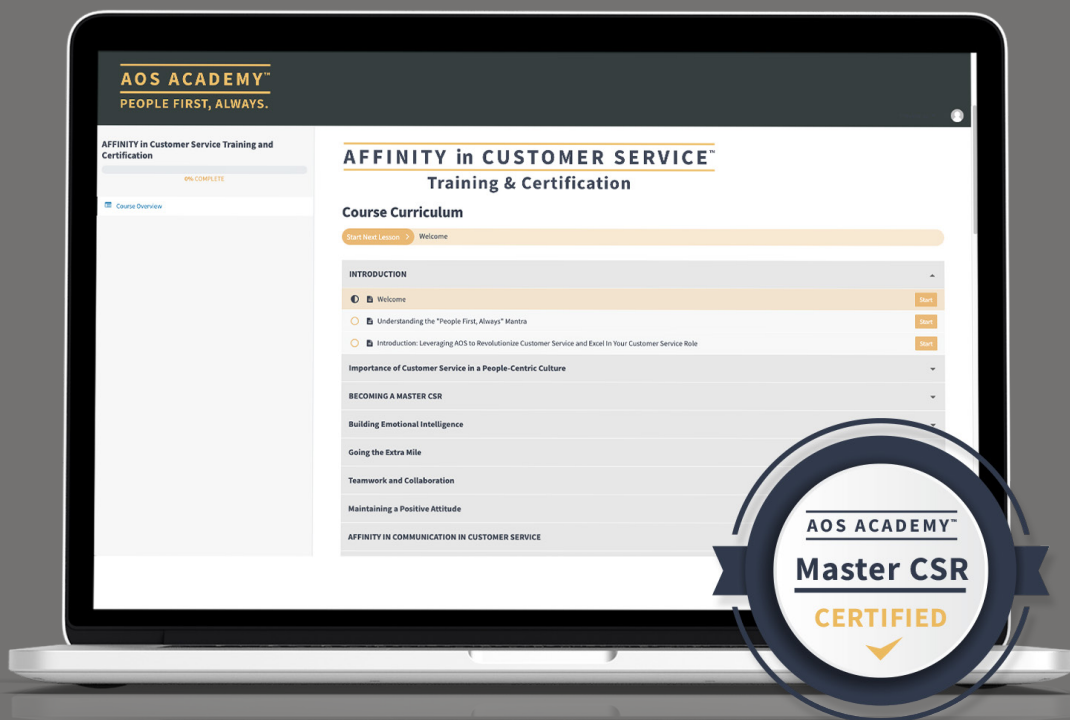 AOS ACADEMY™
PEOPLE FIRST, ALWAYS.
AFFINITY in Customer Service Training and
Certification
0% COMPLETE
Course Overview
AFFINITY in CUSTOMER SERVICE™
Training & Certification
Course Curriculum
Start Next Lesson > Welcome
INTRODUCTION
Welcome Start
Understanding the "People First, Always" Mantra Start
Introduction: Leveraging AOS to Revolutionize Customer Service and Excel In Your Customer Service Role Start
Importance of Customer Service in a People-Centric Culture
BECOMING A MASTER CSR
Building Emotional Intelligence
Going the Extra Mile
Teamwork and Collaboration
Maintaining a Positive Attitude
AFFINITY IN COMMUNICATION IN CUSTOMER SERVICE
AOS ACADEMY™
Master CSR
CERTIFIED